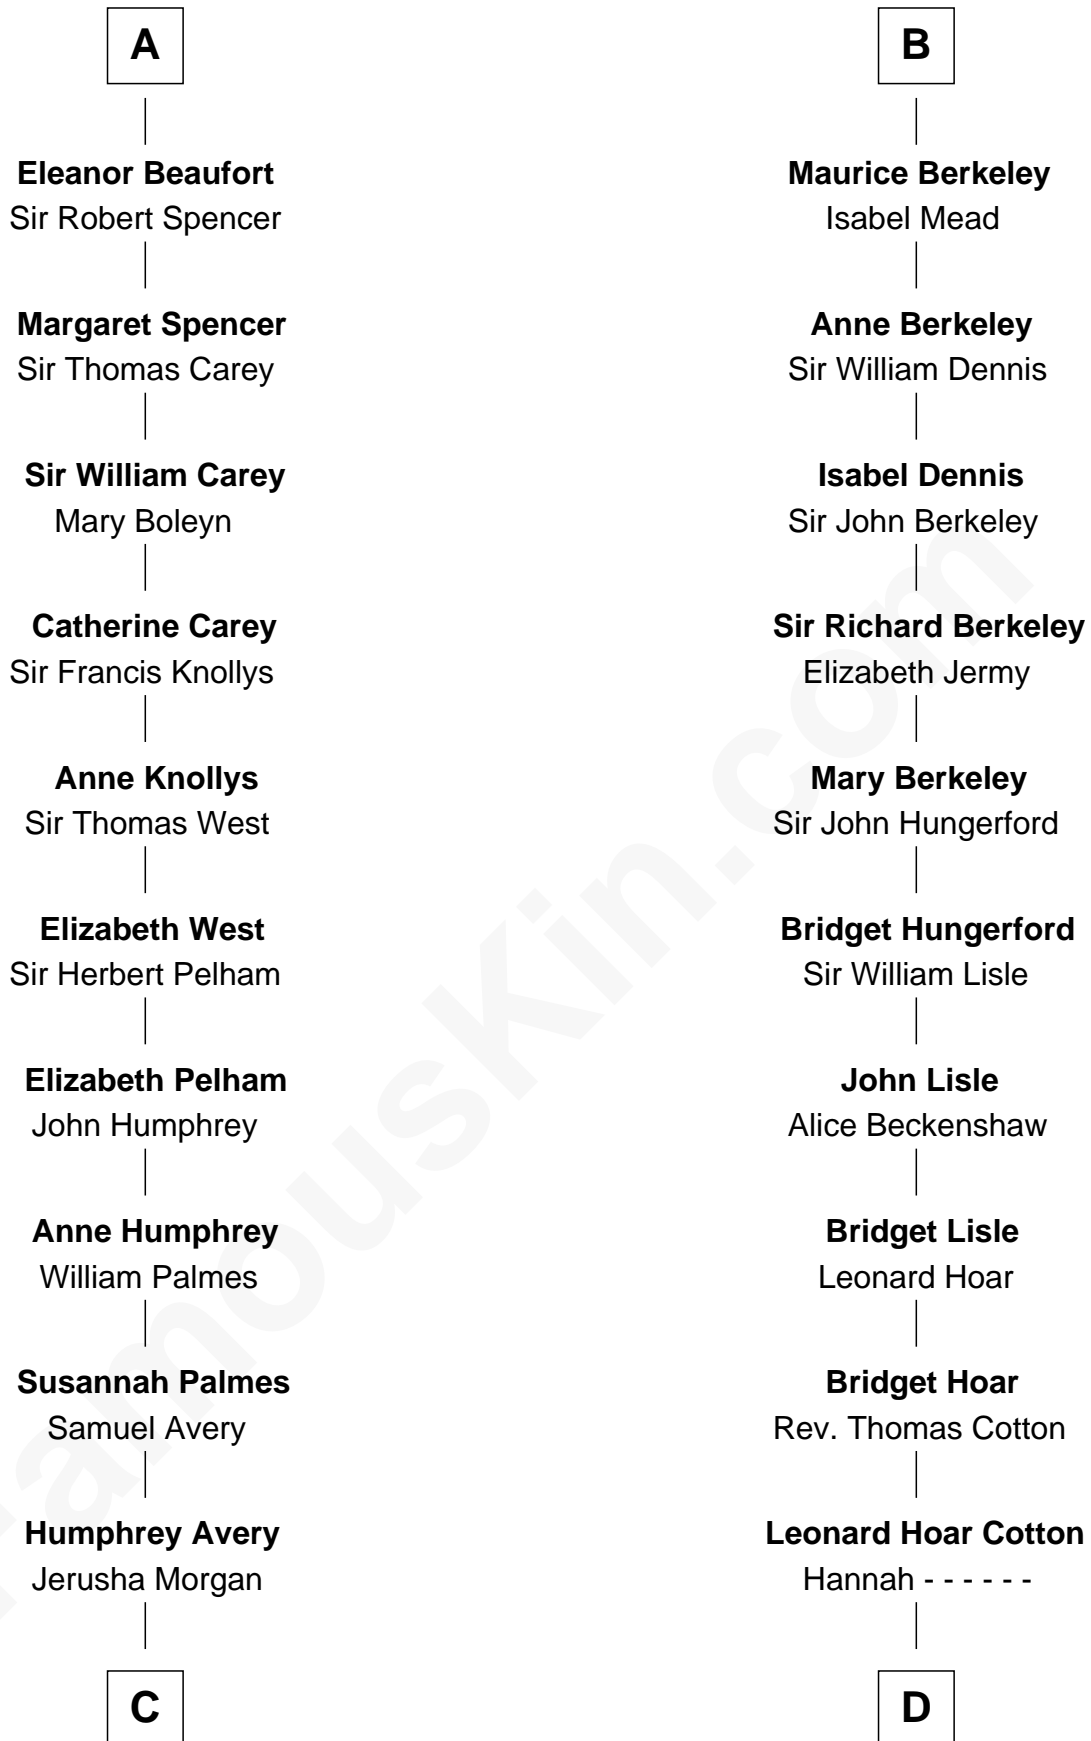 A
Eleanor Beaufort
Sir Robert Spencer
Margaret Spencer
Sir Thomas Carey
Sir William Carey
Mary Boleyn
Catherine Carey
Sir Francis Knollys
Anne Knollys
Sir Thomas West
Elizabeth West
Sir Herbert Pelham
Elizabeth Pelham
John Humphrey
Anne Humphrey
William Palmes
Susannah Palmes
Samuel Avery
Humphrey Avery
Jerusha Morgan
C
B
Maurice Berkeley
Isabel Mead
Anne Berkeley
Sir William Dennis
Isabel Dennis
Sir John Berkeley
Sir Richard Berkeley
Elizabeth Jermy
Mary Berkeley
Sir John Hungerford
Bridget Hungerford
Sir William Lisle
John Lisle
Alice Beckenshaw
Bridget Lisle
Leonard Hoar
Bridget Hoar
Rev. Thomas Cotton
Leonard Hoar Cotton
Hannah - - - - - -
D
FamousKin.com